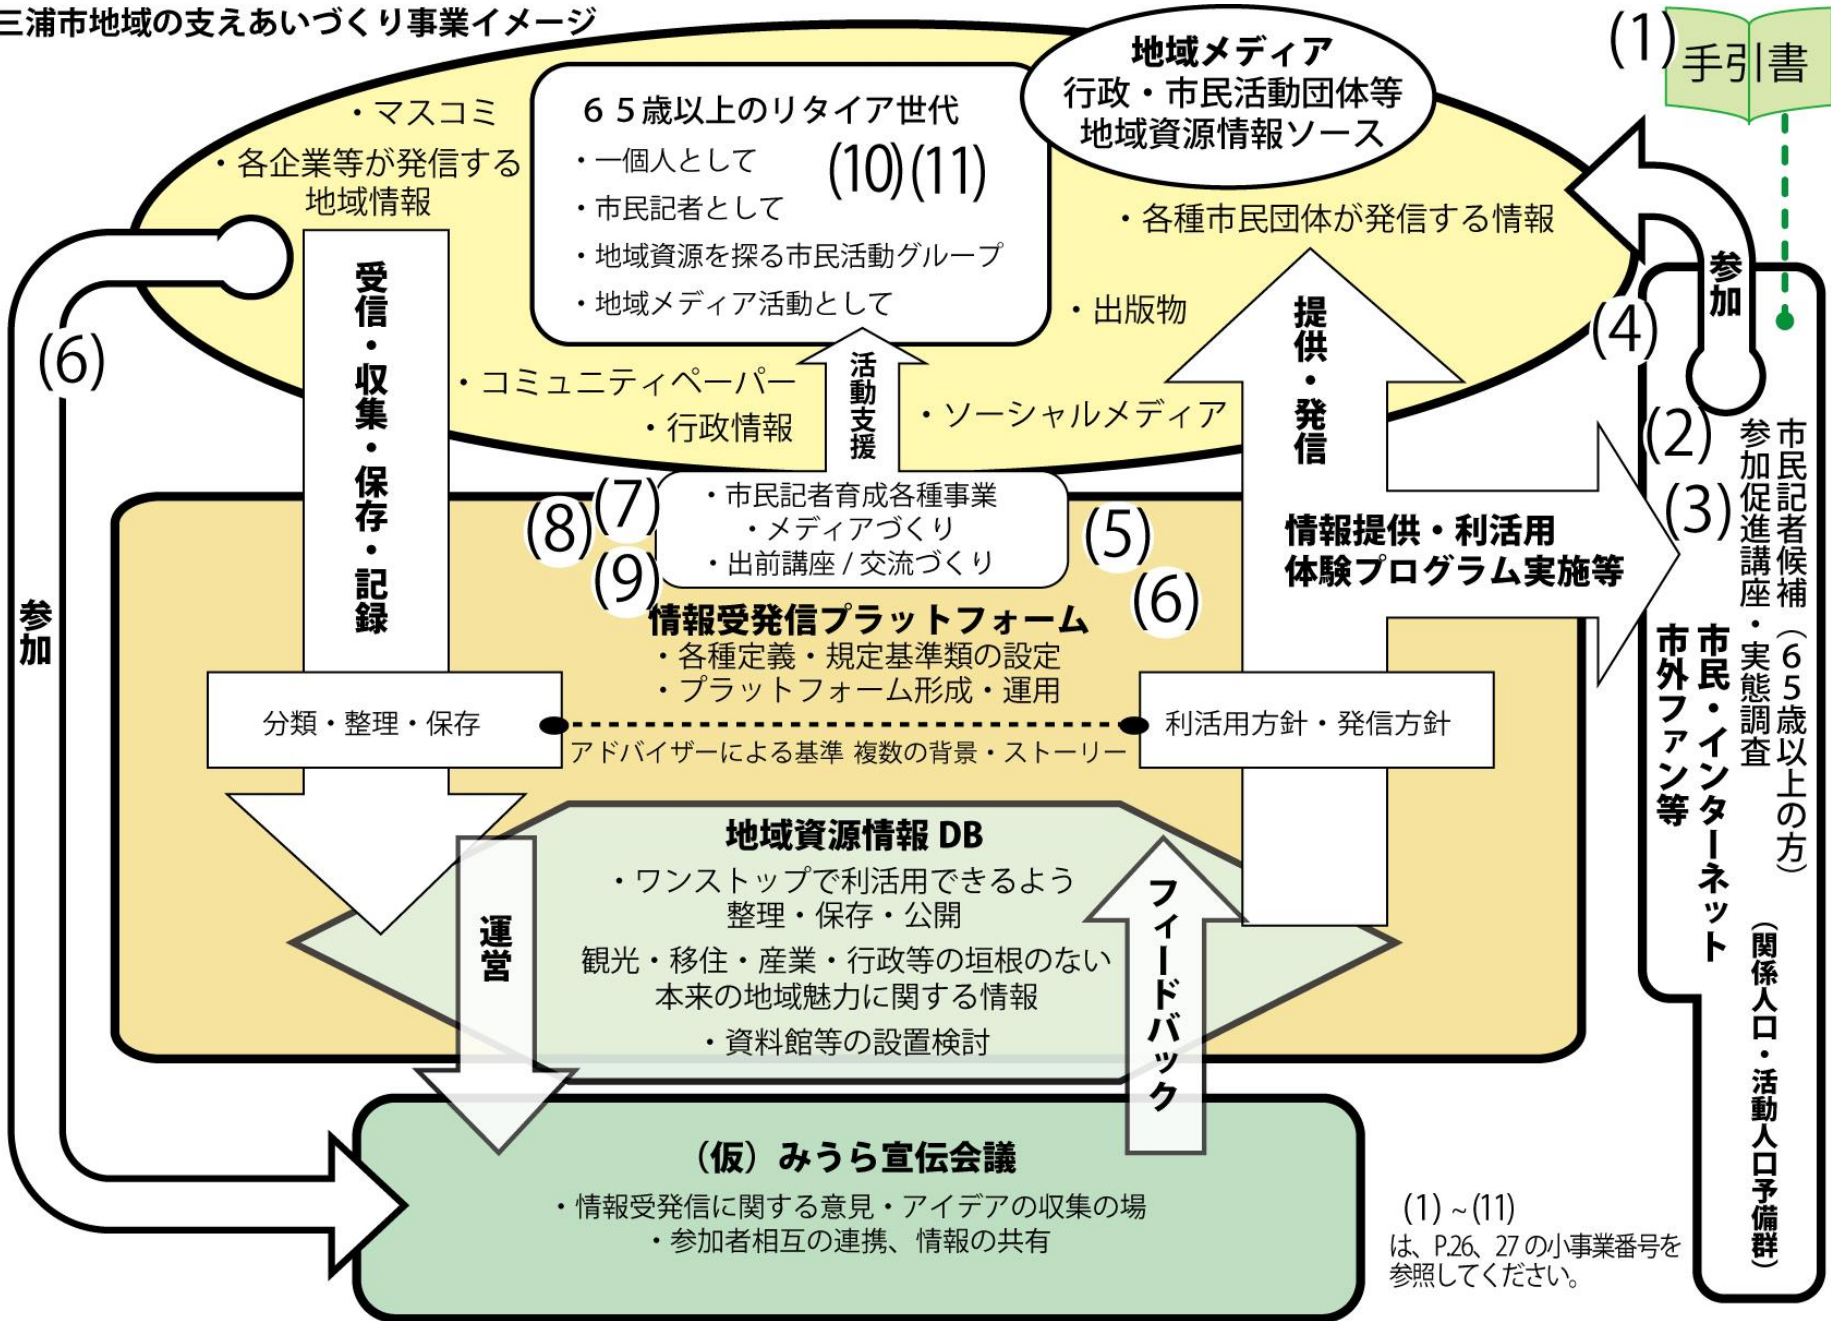 三浦市地域の支えあいづくり事業イメージ
地域メディア
行政・市民活動団体等
地域資源情報ソース
(1)
手引書
・マスコミ
・各企業等が発信する
地域情報
６５歳以上のリタイア世代
・一個人として
・市民記者として
・地域資源を探る市民活動グループ
・地域メディア活動として
(10)(11)
・各種市民団体が発信する情報
・出版物
・コミュニティペーパー
・行政情報
・ソーシャルメディア
受信・収集・保存・記録
活動支援
提供・発信
参加
(4)
(6)
参加
(2)
(3)
市民記者候補（６５歳以上の方）
参加促進講座・実態調査
市民・インターネット
市外ファン等
（関係人口・活動人口予備群）
(7)
(8)
(9)
・市民記者育成各種事業
・メディアづくり
・出前講座 / 交流づくり
(5)
(6)
情報提供・利活用
体験プログラム実施等
情報受発信プラットフォーム
・各種定義・規定基準類の設定
・プラットフォーム形成・運用
分類・整理・保存
利活用方針・発信方針
アドバイザーによる基準 複数の背景・ストーリー
地域資源情報 DB
・ワンストップで利活用できるよう
整理・保存・公開
観光・移住・産業・行政等の垣根のない
本来の地域魅力に関する情報
・資料館等の設置検討
運営
フィードバック
（仮）みうら宣伝会議
・情報受発信に関する意見・アイデアの収集の場
・参加者相互の連携、情報の共有
(1) ~ (11)
は、P.26、27 の小事業番号を
参照してください。